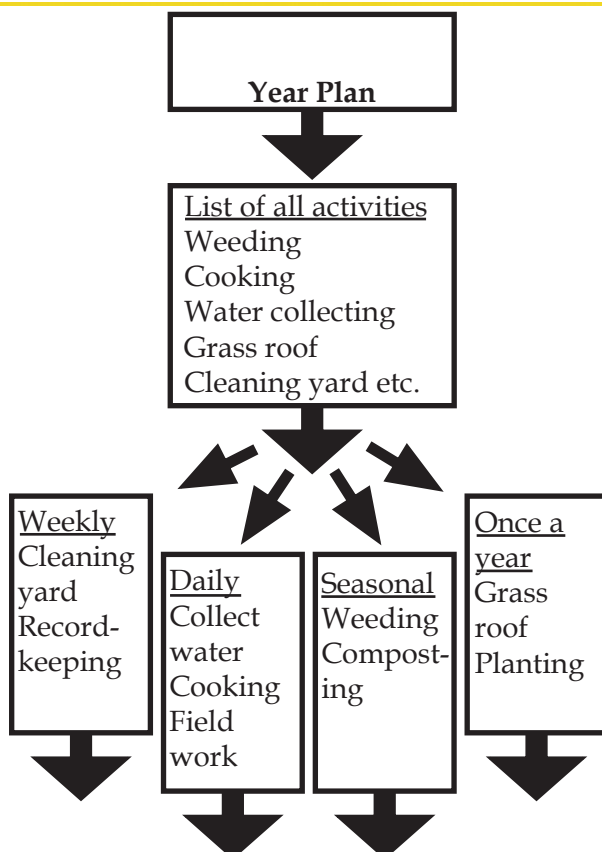 Year Plan
List of all activities
Weeding
Cooking
Water collecting
Grass roof
Cleaning yard etc.
Weekly
Cleaning
yard
Record-
keeping
Daily
Collect
water
Cooking
Field
work
Seasonal
Weeding
Compost-
ing
Once a
year
Grass
roof
Planting